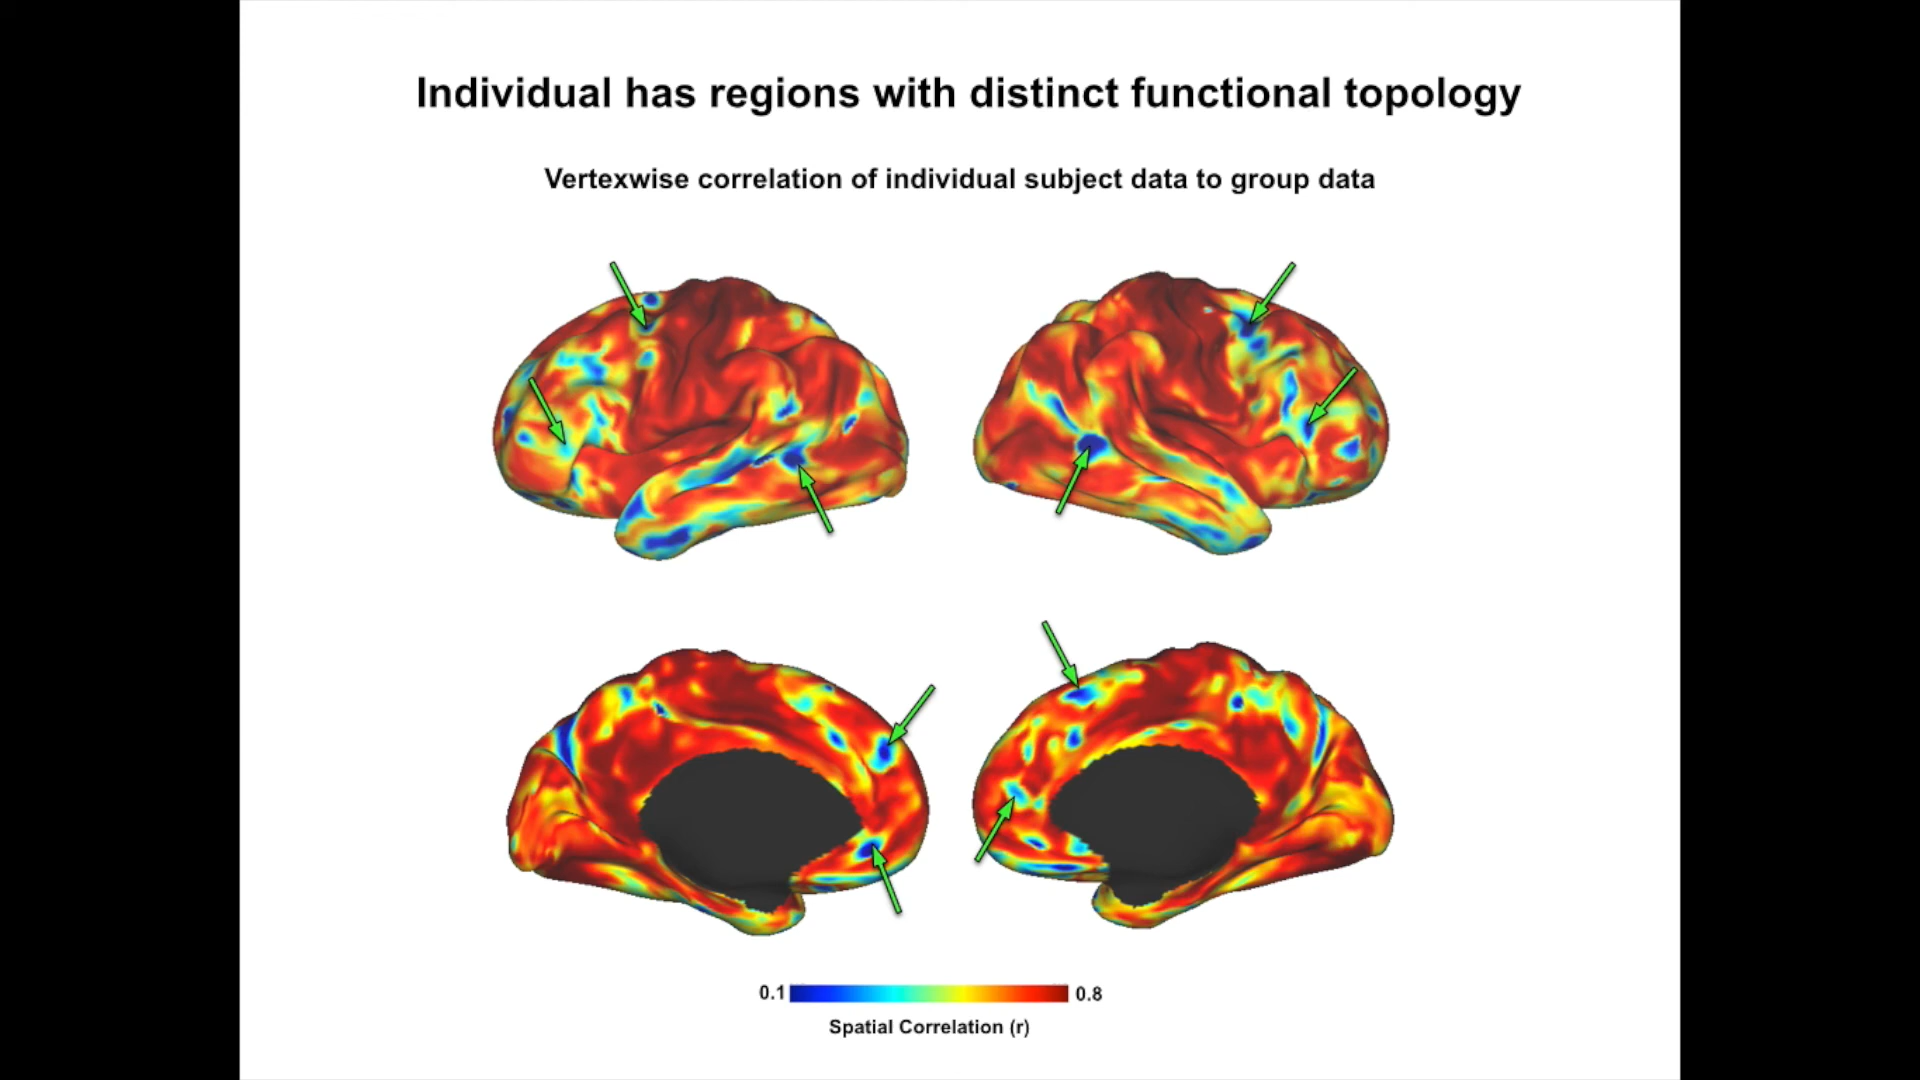 Individual has regions with distinct functional topology
Vertexwise correlation of individual subject data to group data
0.1 0.8
Spatial Correlation (r)